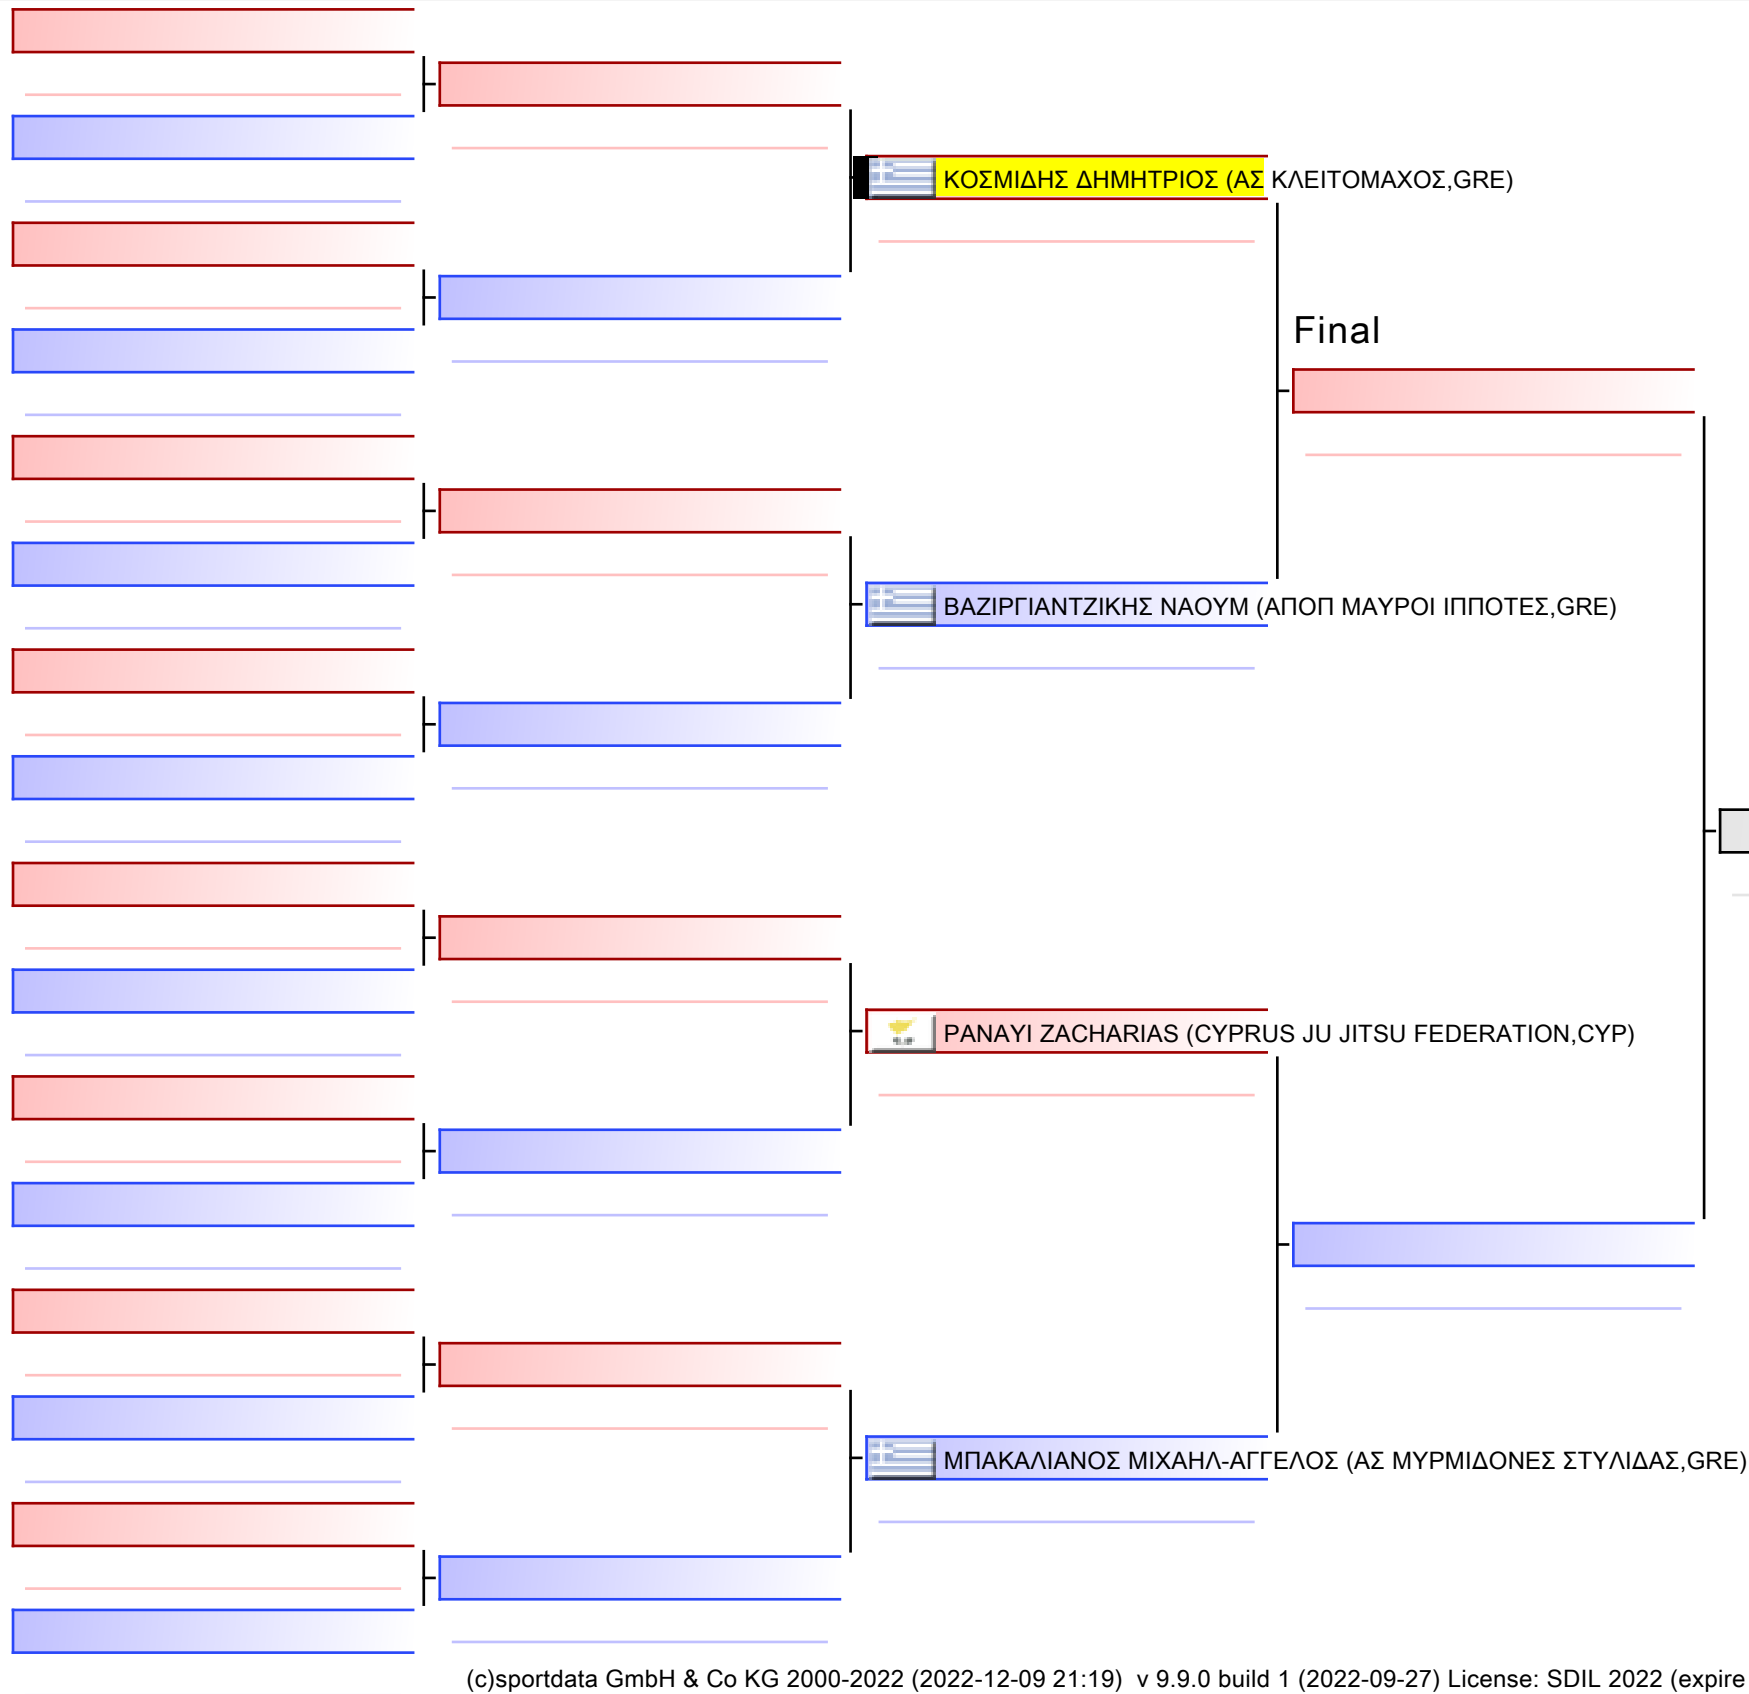 ΚΟΣΜΙΔΗΣ ΔΗΜΗΤΡΙΟΣ (ΑΣ ΚΛΕΙΤΟΜΑΧΟΣ,GRE)
Final
ΒΑΖΙΡΓΙΑΝΤΖΙΚΗΣ ΝΑΟΥΜ (ΑΠΟΠ ΜΑΥΡΟΙ ΙΠΠΟΤΕΣ,GRE)
PANAYI ZACHARIAS (CYPRUS JU JITSU FEDERATION,CYP)
ΜΠΑΚΑΛΙΑΝΟΣ ΜΙΧΑΗΛ-ΑΓΓΕΛΟΣ (ΑΣ ΜΥΡΜΙΔΟΝΕΣ ΣΤΥΛΙΔΑΣ,GRE)
(c)sportdata GmbH & Co KG 2000-2022 (2022-12-09 21:19) v 9.9.0 build 1 (2022-09-27) License: SDIL 2022 (expire